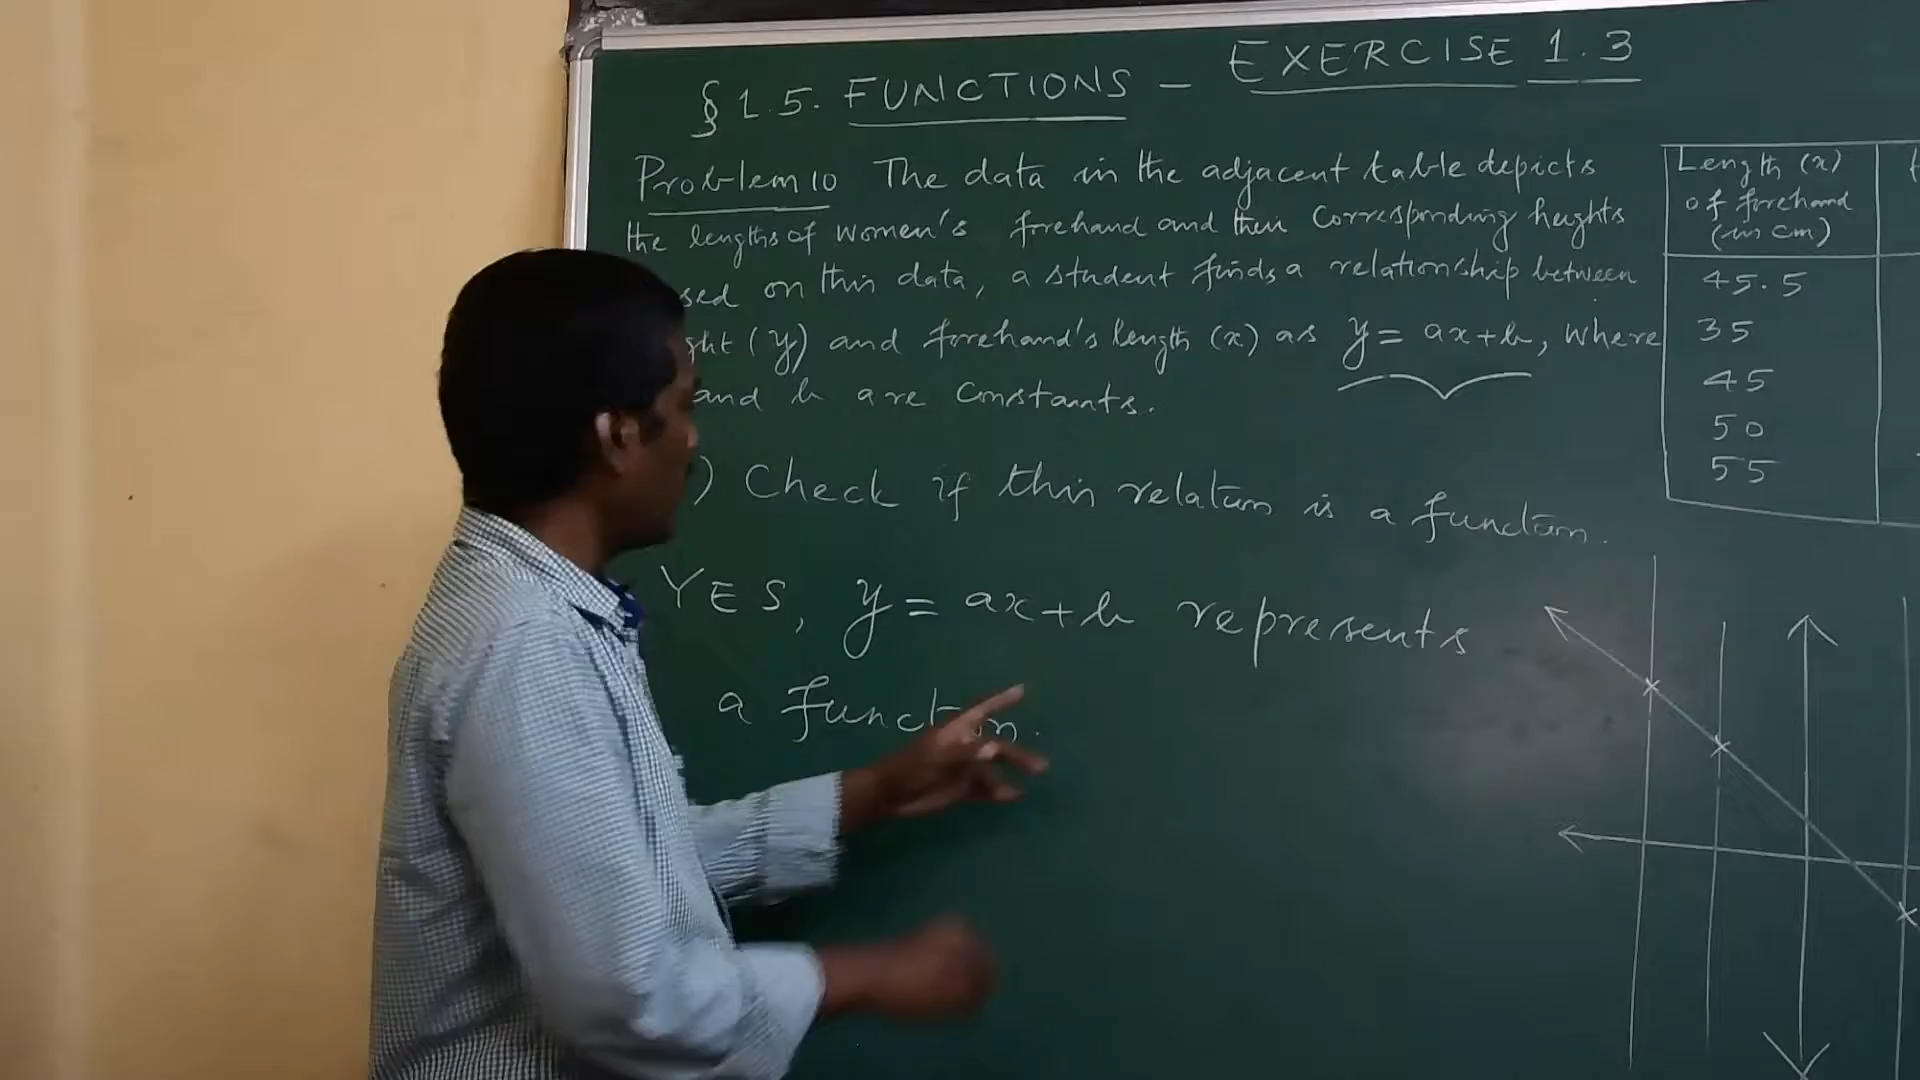 § 1.5. FUNCTIONS – EXERCISE 1.3
Problem 10 The data in the adjacent table depicts
the lengths of women's forehand and their corresponding heights
on this data, a student finds a relationship between
(y) and forehand's length (x) as y = ax+b, where
and b are constants.
) Check if this relation is a function.
YES, y = ax+b represents
a function.
Length (x)
of forehand
(in cm)
45.5
35
45
50
55